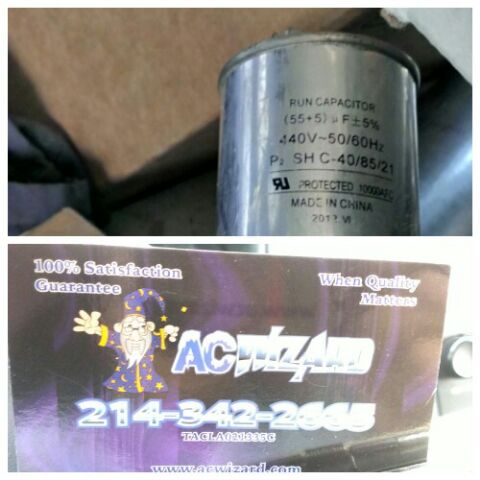 RUN CAPACITOR
(55+5) µF±5%
440V~50/60Hz
P₂ SH C-40/85/21
PROTECTED 10000AFC
MADE IN CHINA
100% Satisfaction
Guarantee
When Quality
Matters
ACWIZARD
214-342-2665
www.acwizard.com